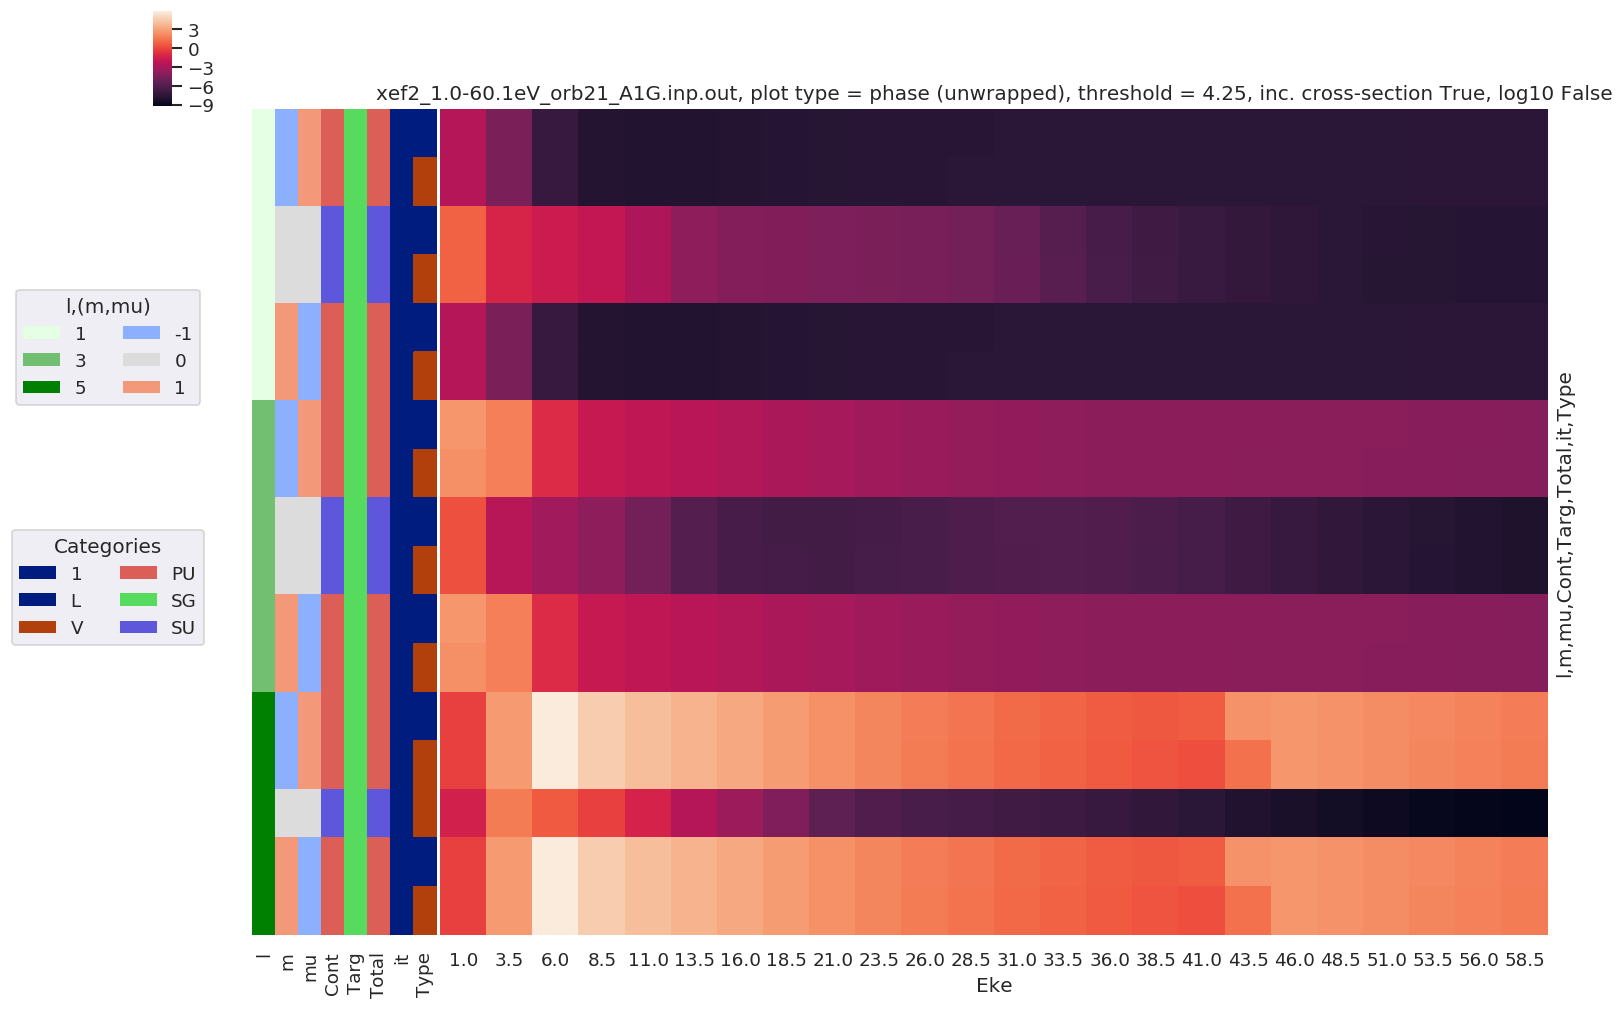 3
0
−3
−6
−9
xef2_1.0-60.1eV_orb21_A1G.inp.out, plot type = phase (unwrapped), threshold = 4.25, inc. cross-section True, log10 False
l,(m,mu)
1 -1
3 0
5 1
Categories
1 PU
L SG
V SU
l,m,mu,Cont,Targ,Total,it,Type
l m mu Cont Targ Total it Type
1.0 3.5 6.0 8.5 11.0 13.5 16.0 18.5 21.0 23.5 26.0 28.5 31.0 33.5 36.0 38.5 41.0 43.5 46.0 48.5 51.0 53.5 56.0 58.5
Eke